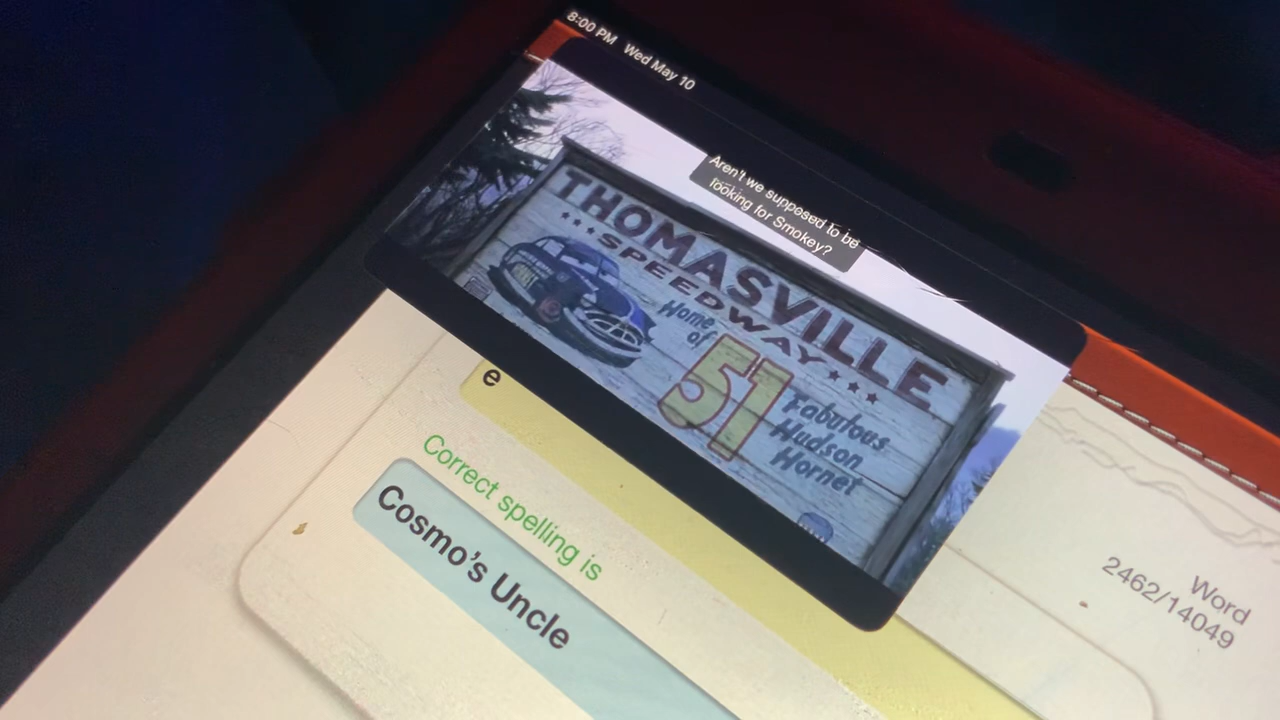 8:00 PM Wed May 10
Aren't we supposed to be
looking for Smokey?
THOMASVILLE
SPEEDWAY
Home
of
51
Fabulous
Hudson
Hornet
e
Correct spelling is
Cosmo's Uncle
Word
2462/14049